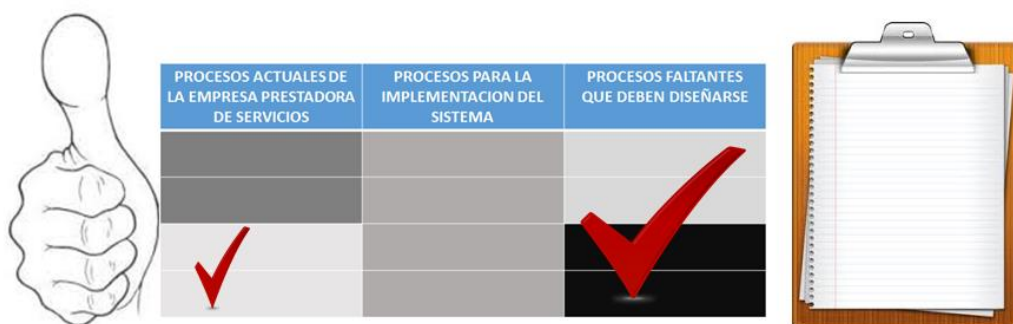 PROCESOS ACTUALES DE
LA EMPRESA PRESTADORA
DE SERVICIOS
PROCESOS PARA LA
IMPLEMENTACION DEL
SISTEMA
PROCESOS FALTANTES
QUE DEBEN DISEÑARSE